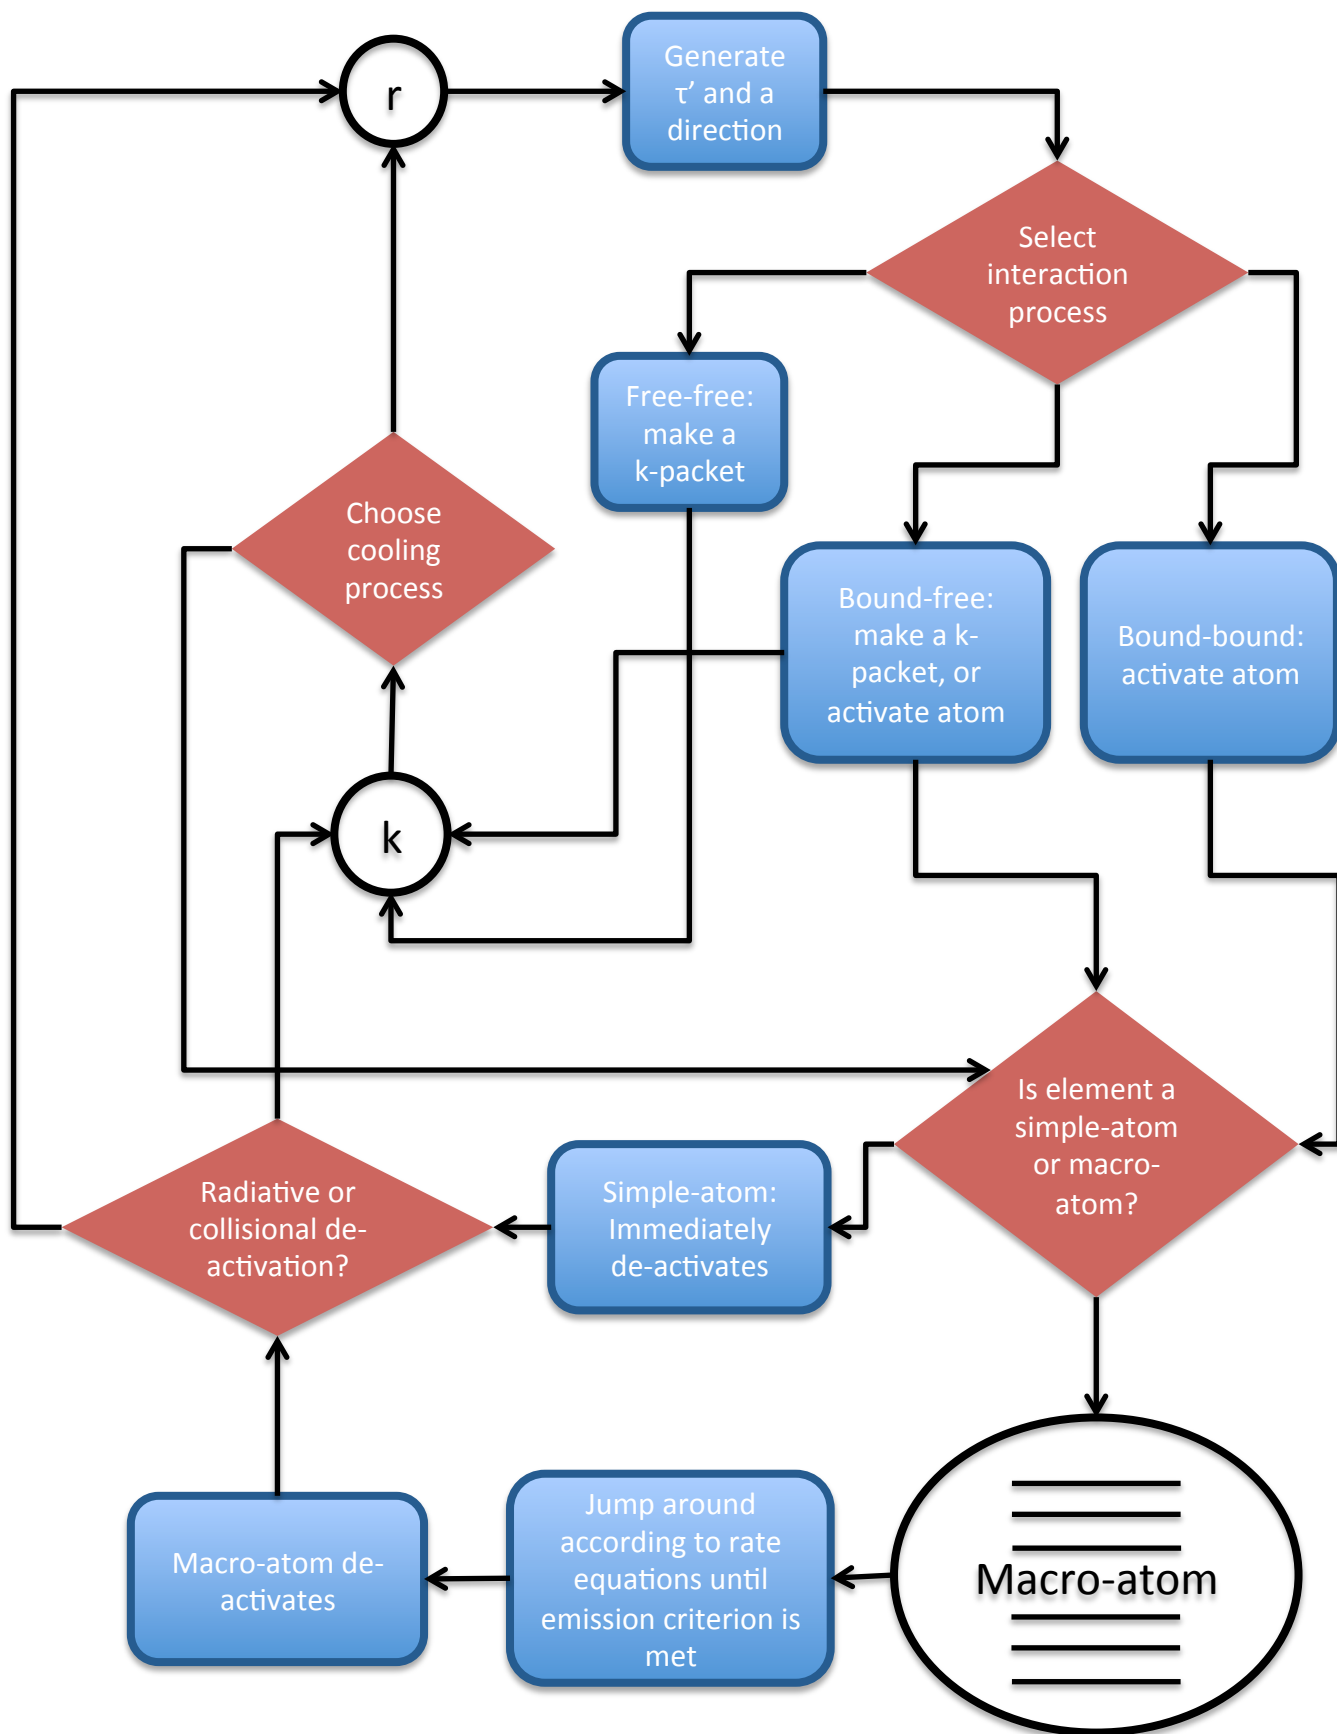 r
Generate
τ’ and a
direction
Select
interaction
process
Free-free:
make a
k-packet
Choose
cooling
process
Bound-free:
make a k-
packet, or
activate atom
Bound-bound:
activate atom
k
Is element a
simple-atom
or macro-
atom?
Radiative or
collisional de-
activation?
Simple-atom:
Immediately
de-activates
Macro-atom de-
activates
Jump around
according to rate
equations until
emission criterion is
met
Macro-atom